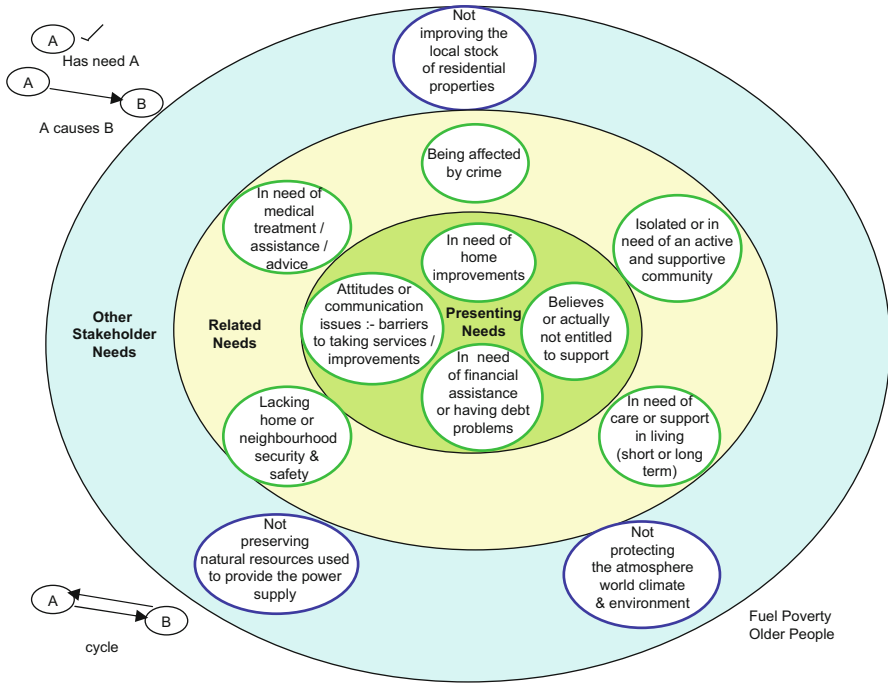 A
Has need A
A
B
A causes B
Not
improving the
local stock
of residential
properties
Being affected
by crime
In need of
medical
treatment /
assistance /
advice
Isolated or in
need of an active
and supportive
community
In need of
home
improvements
Attitudes or
communication
issues :- barriers
to taking services /
improvements
Presenting
Needs
Believes
or actually
not entitled
to support
Other
Stakeholder
Needs
Related
Needs
In need
of financial
assistance
or having debt
problems
Lacking
home or
neighbourhood
security &
safety
In need of
care or support
in living
(short or long
term)
Not
preserving
natural resources used
to provide the power
supply
Not
protecting
the atmosphere
world climate
& environment
A
B
cycle
Fuel Poverty
Older People